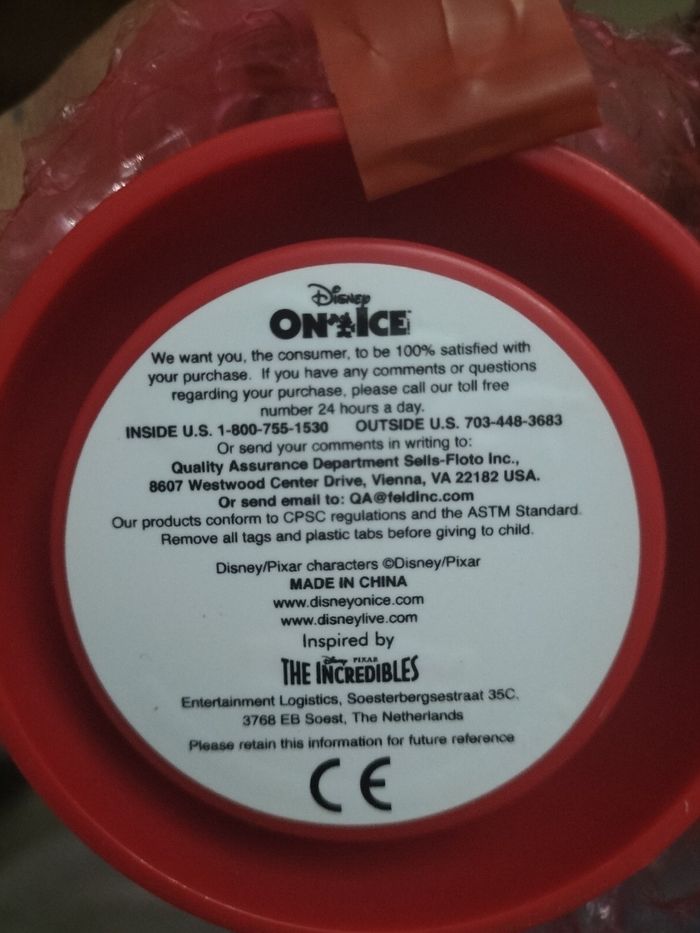 Disney
ON ICE
We want you, the consumer, to be 100% satisfied with
your purchase. If you have any comments or questions
regarding your purchase, please call our toll free
number 24 hours a day.
INSIDE U.S. 1-800-755-1530 OUTSIDE U.S. 703-448-3683
Or send your comments in writing to:
Quality Assurance Department Sells-Floto Inc.,
8607 Westwood Center Drive, Vienna, VA 22182 USA.
Or send email to: QA@feldinc.com
Our products conform to CPSC regulations and the ASTM Standard.
Remove all tags and plastic tabs before giving to child.
Disney/Pixar characters ©Disney/Pixar
MADE IN CHINA
www.disneyonice.com
www.disneylive.com
Inspired by
Disney PIXAR
THE INCREDIBLES
Entertainment Logistics, Soesterbergsestraat 35C.
3768 EB Soest, The Netherlands
Please retain this information for future reference
CE